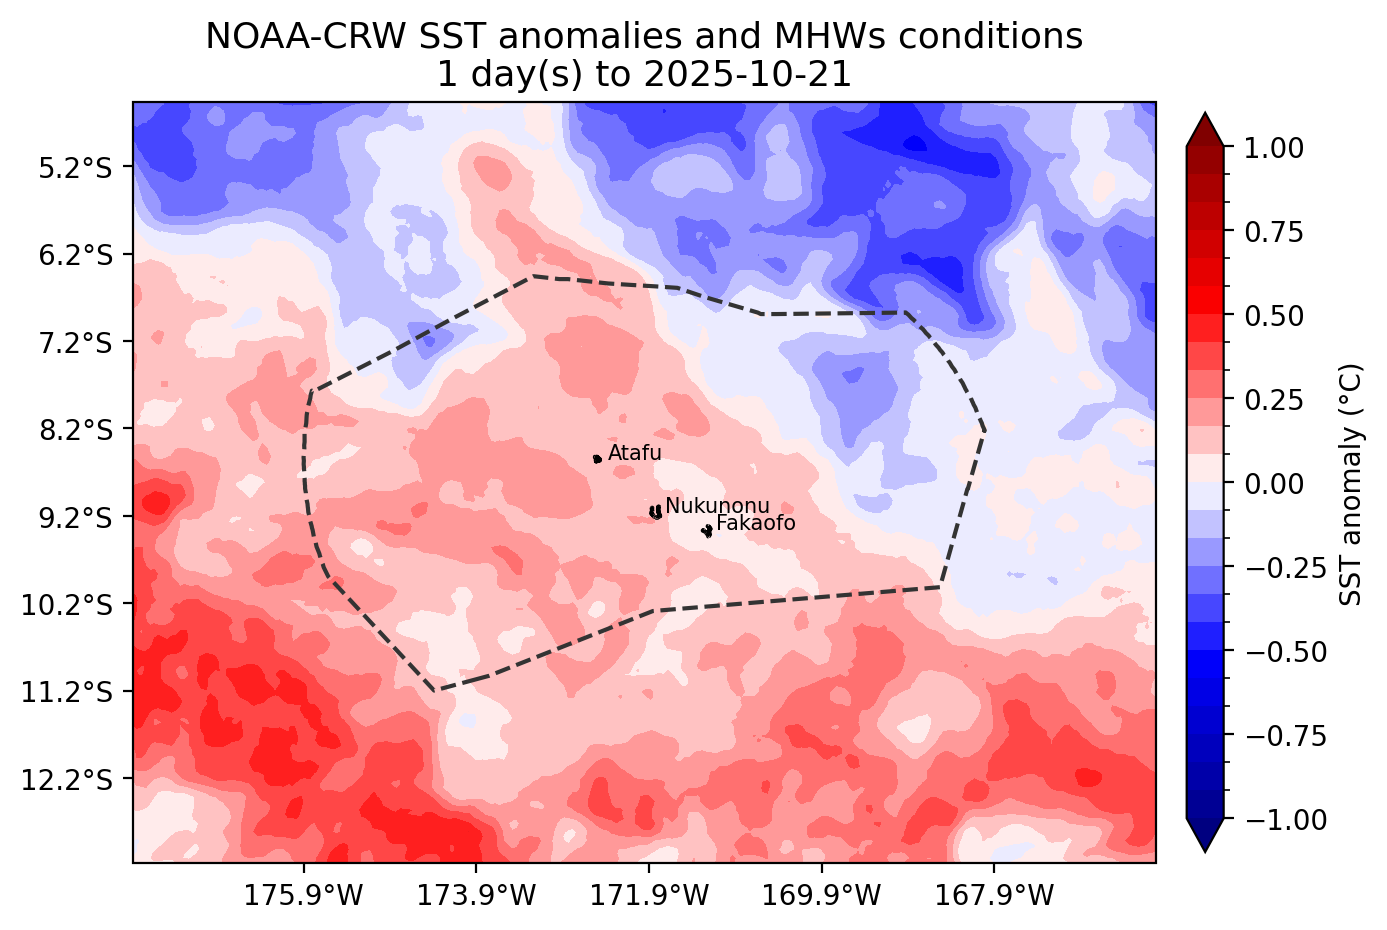 NOAA-CRW SST anomalies and MHWs conditions
1 day(s) to 2025-10-21
5.2°S
6.2°S
7.2°S
8.2°S
9.2°S
10.2°S
11.2°S
12.2°S
Atafu
Nukunonu
Fakaofo
175.9°W
173.9°W
171.9°W
169.9°W
167.9°W
1.00
0.75
0.50
0.25
0.00
−0.25
−0.50
−0.75
−1.00
SST anomaly (°C)